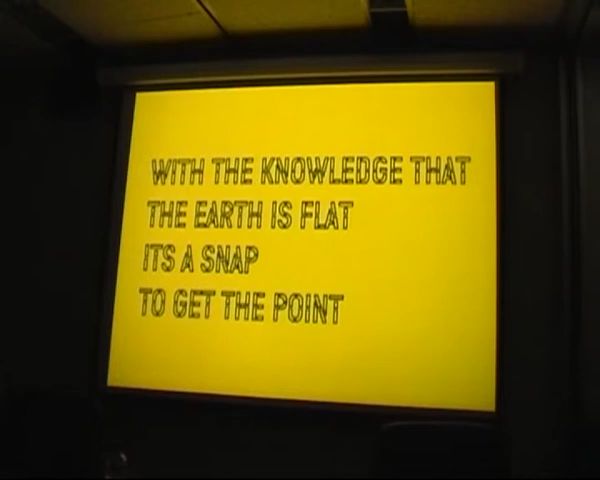 WITH THE KNOWLEDGE THAT
THE EARTH IS FLAT
ITS A SNAP
TO GET THE POINT